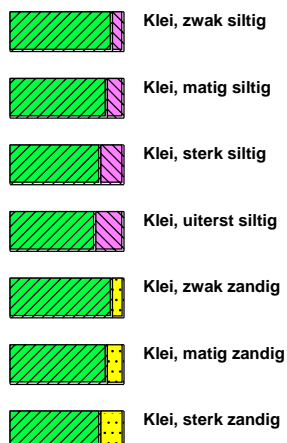 Klei, zwak siltig
Klei, matig siltig
Klei, sterk siltig
Klei, uiterst siltig
Klei, zwak zandig
Klei, matig zandig
Klei, sterk zandig